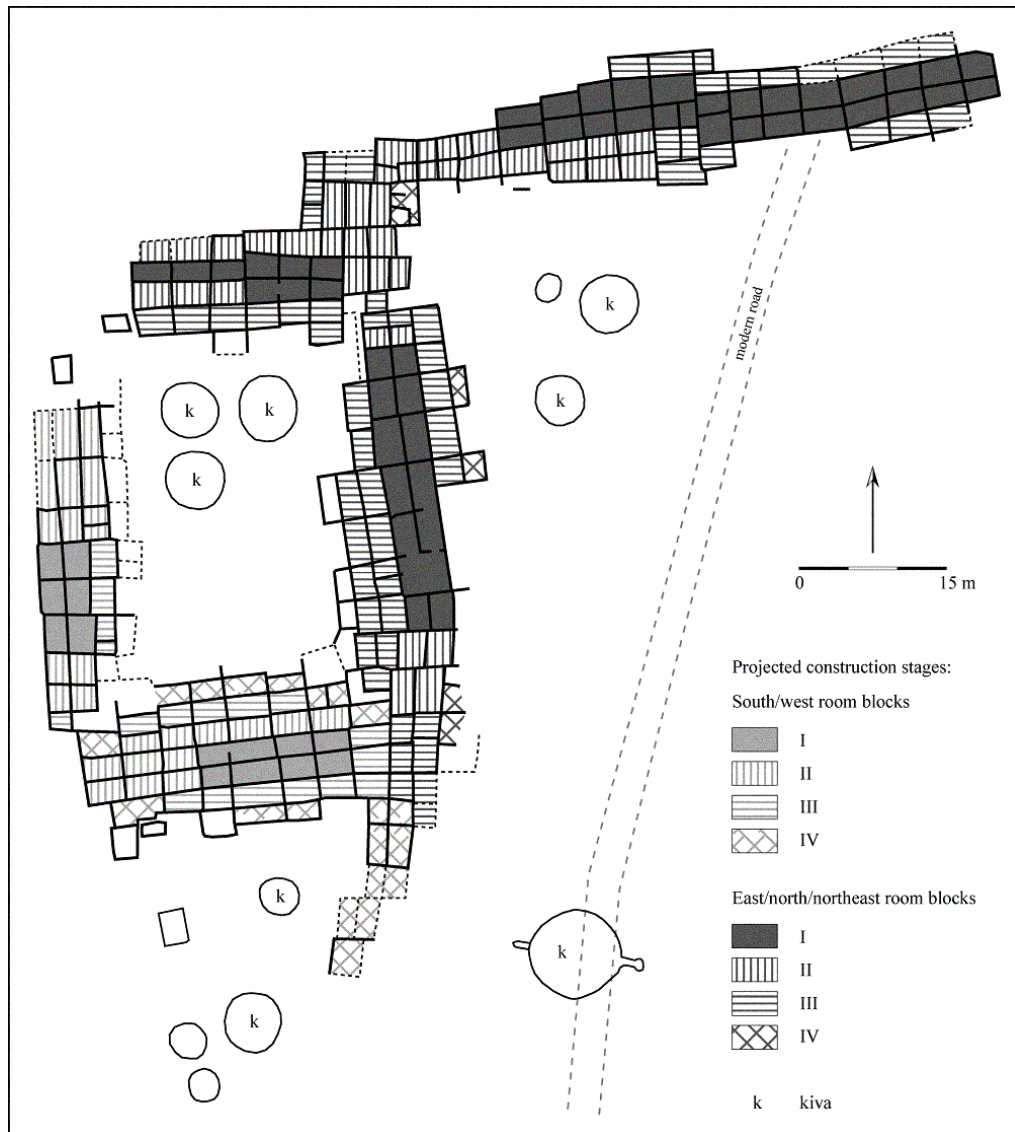 k
k
k
k
k
modern road
k
k
k
0 15 m
Projected construction stages:
South/west room blocks
I
II
III
IV
East/north/northeast room blocks
I
II
III
IV
k kiva